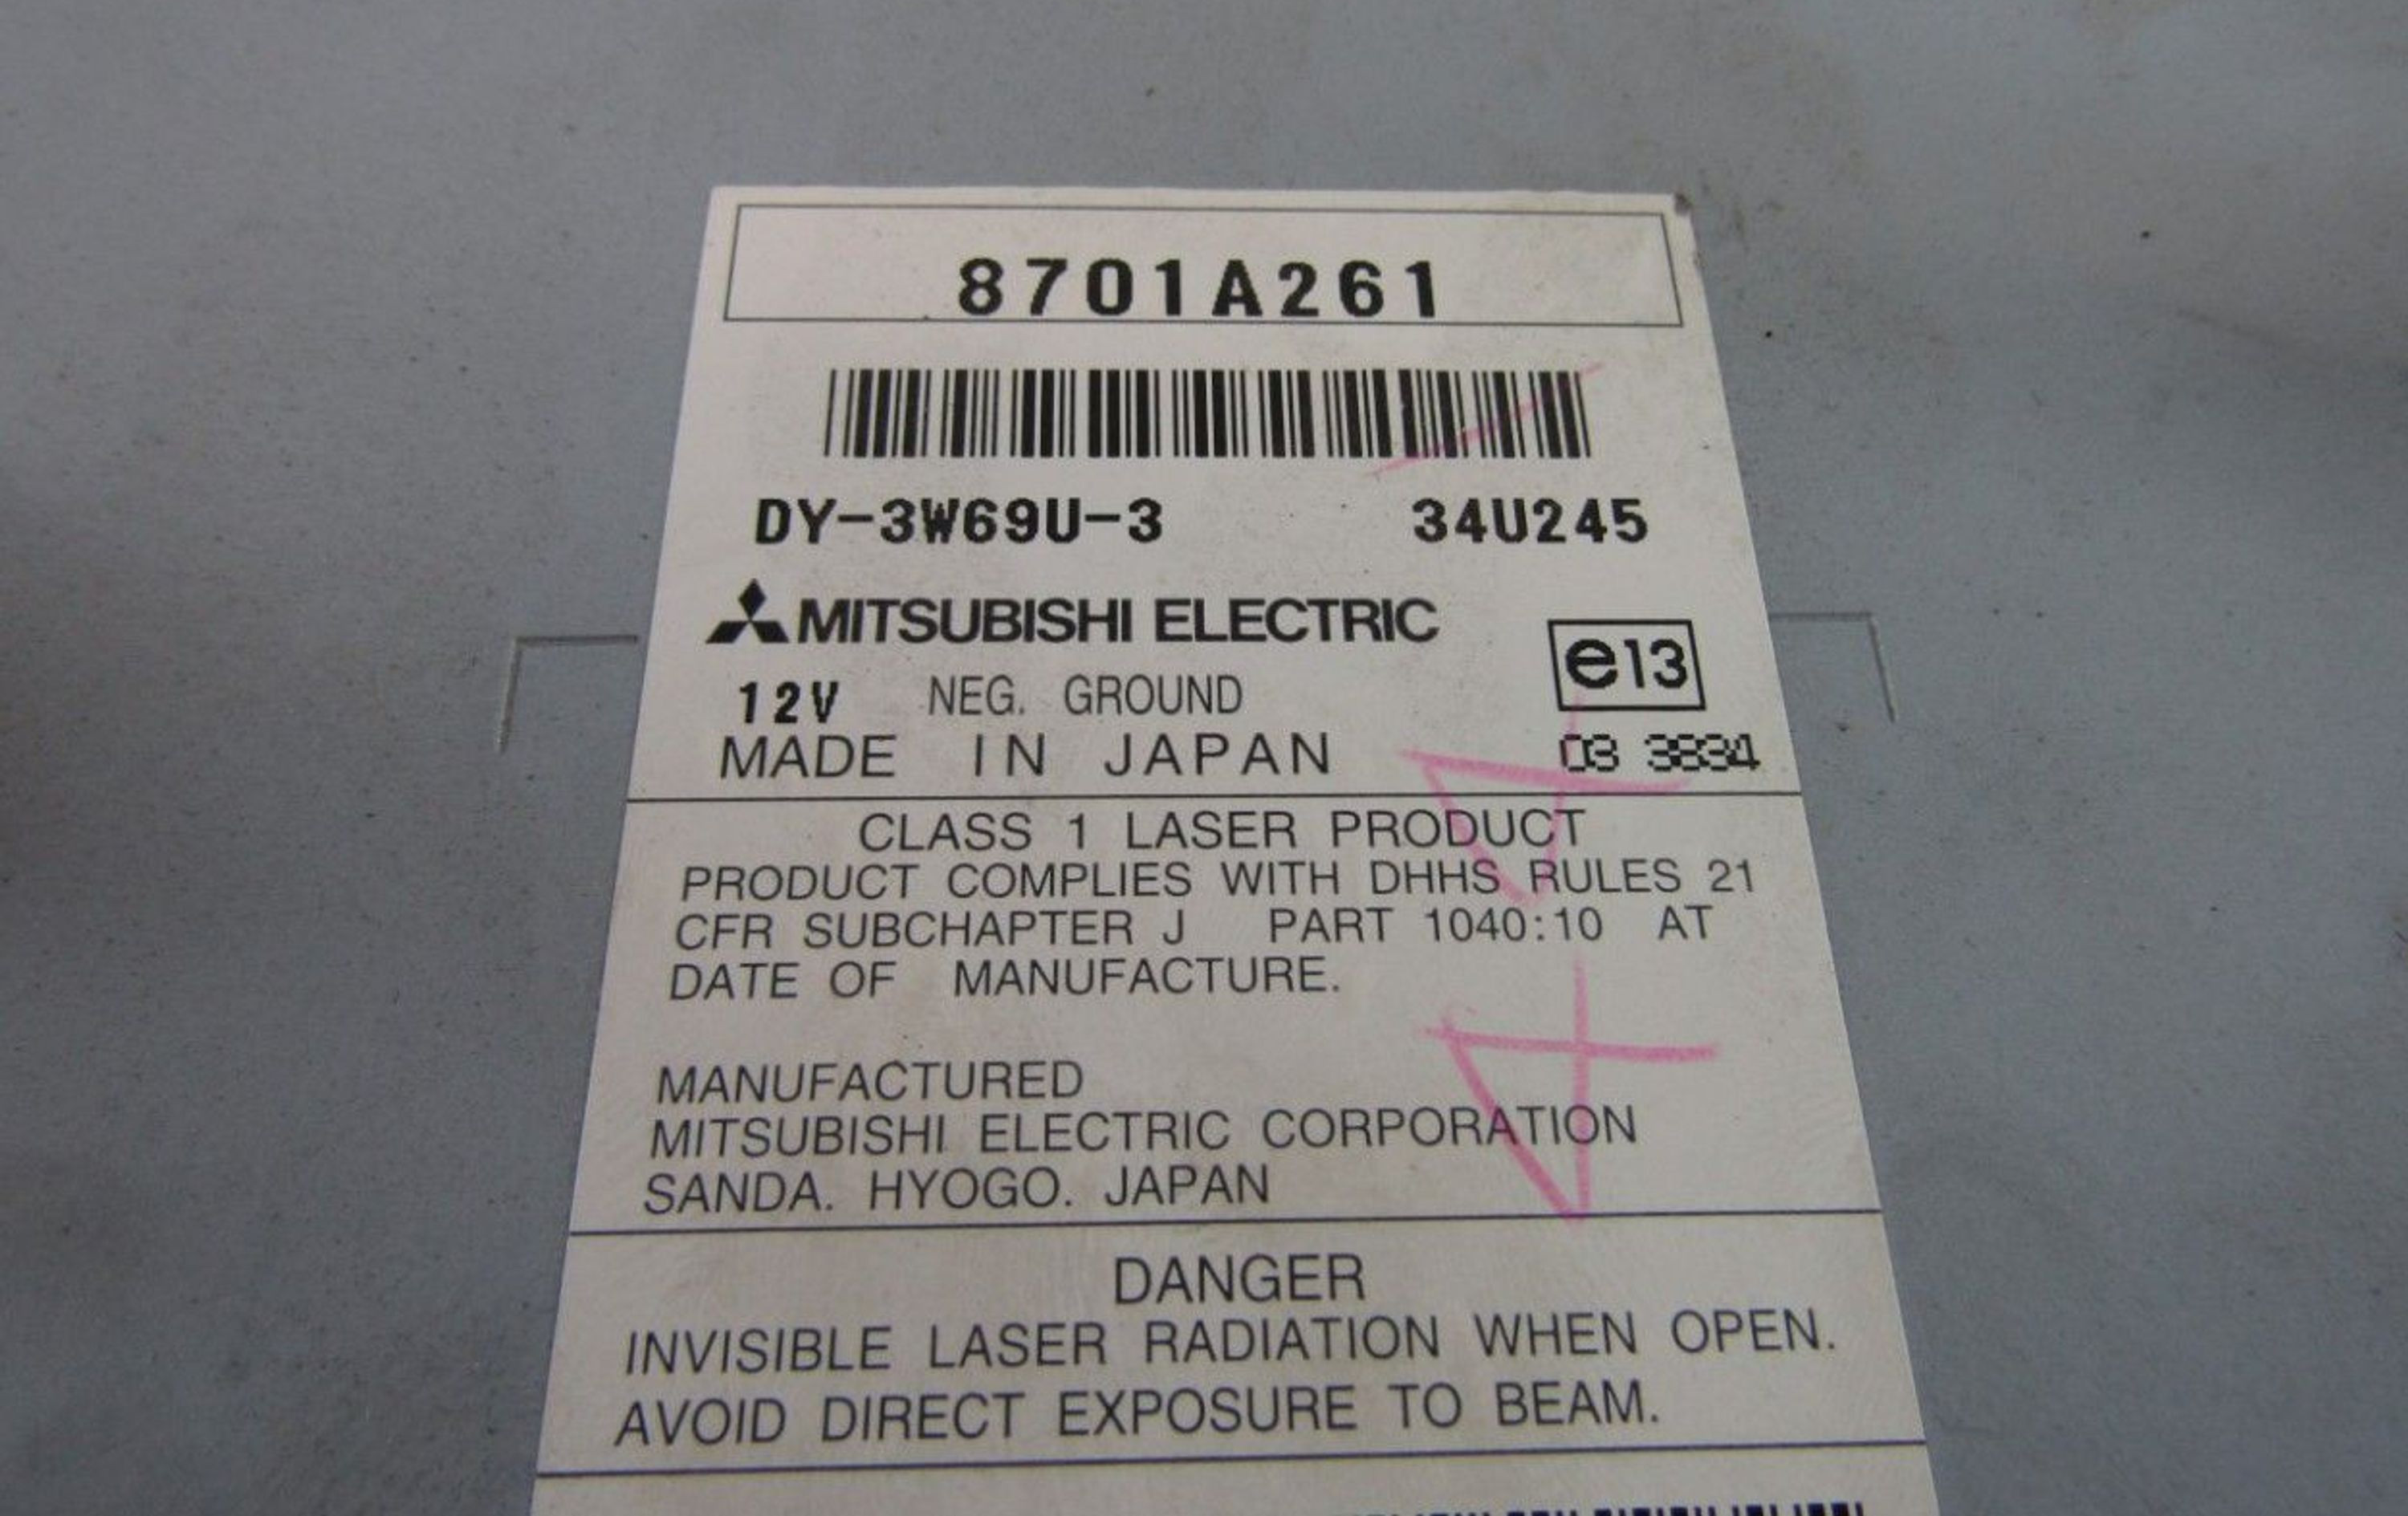 8701A261
DY-3W69U-3 34U245
MITSUBISHI ELECTRIC
e13
12V NEG. GROUND
MADE IN JAPAN 03 3834
CLASS 1 LASER PRODUCT
PRODUCT COMPLIES WITH DHHS RULES 21
CFR SUBCHAPTER J PART 1040:10 AT
DATE OF MANUFACTURE.
MANUFACTURED
MITSUBISHI ELECTRIC CORPORATION
SANDA. HYOGO. JAPAN
DANGER
INVISIBLE LASER RADIATION WHEN OPEN.
AVOID DIRECT EXPOSURE TO BEAM.